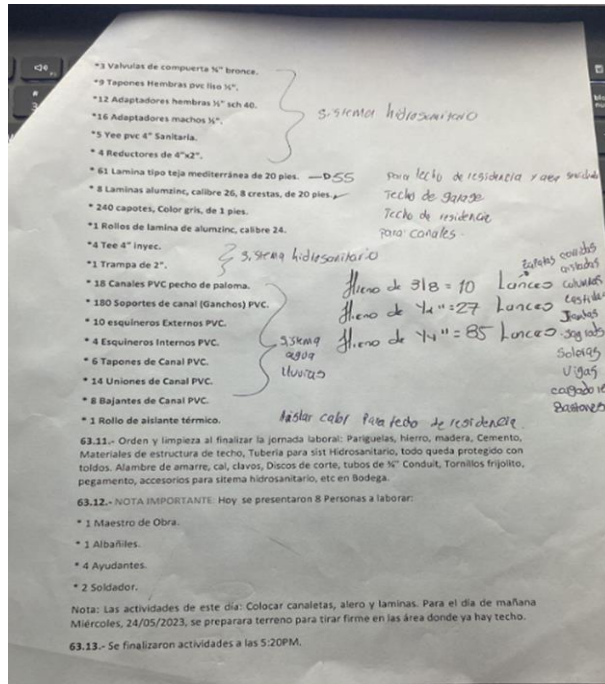 *3 Valvulas de compuerta ¾" bronce.
*9 Tapones Hembras pvc liso ½".
*12 Adaptadores hembras ½" sch 40.
*16 Adaptadores machos ½".
sistema hidrosanitario
*5 Yee pvc 4" Sanitaria.
* 4 Reductores de 4"x2".
* 61 Lamina tipo teja mediterránea de 20 pies. para techo de residencia y
* 8 Laminas alumzinc, calibre 26, 8 crestas, de 20 pies. Techo de garage
* 240 capotes, Color gris, de 1 pies. Techo de residencia
*1 Rollos de lamina de alumzinc, calibre 24. para canales.
*4 Tee 4" inyec.
sistema hidrosanitario
*1 Trampa de 2".
* 18 Canales PVC pecho de paloma.
* 180 Soportes de canal (Ganchos) PVC.
* 10 esquineros Externos PVC.
* 4 Esquineros Internos PVC.
* 6 Tapones de Canal PVC.
* 14 Uniones de Canal PVC.
* 8 Bajantes de Canal PVC.
sistema
agua
lluvias
Hierro de 3/8 = 10 Lances
Hierro de = 27 Lances
Hierro de ¼" = 85 Lances
Zapatas corridas
aisladas
columnas
Soleras
Vigas
cargadores
Bastones
* 1 Rollo de aislante térmico. Aislar calor para techo de residencia
63.11.- Orden y limpieza al finalizar la jornada laboral: Pariguelas, hierro, madera, Cemento,
Materiales de estructura de techo, Tubería para sist Hidrosanitario, todo queda protegido con
toldos. Alambre de amarre, cal, clavos, Discos de corte, tubos de ¾" Conduit, Tornillos frijolito,
pegamento, accesorios para sitema hidrosanitario, etc en Bodega.
63.12.- NOTA IMPORTANTE: Hoy se presentaron 8 Personas a laborar:
* 1 Maestro de Obra.
* 1 Albañiles.
* 4 Ayudantes.
* 2 Soldador.
Nota: Las actividades de este día: Colocar canaletas, alero y laminas. Para el día de mañana
Miércoles, 24/05/2023, se preparara terreno para tirar firme en las área donde ya hay techo.
63.13.- Se finalizaron actividades a las 5:20PM.